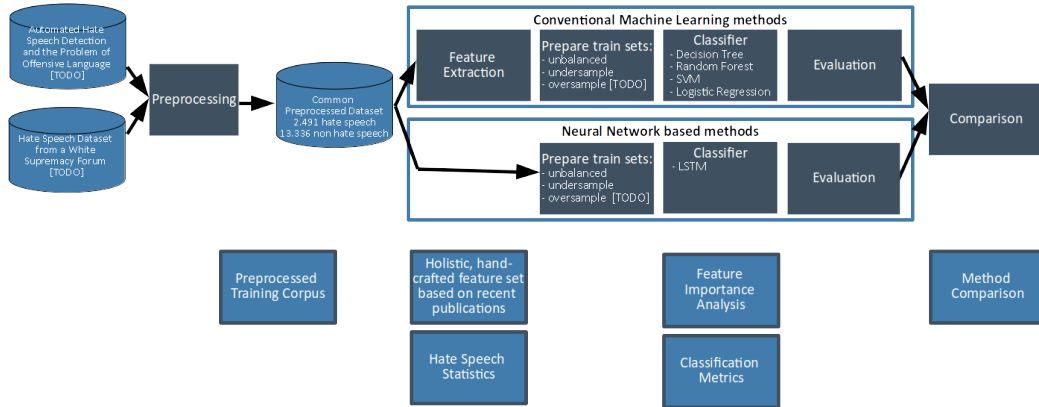 Automated Hate
Speech Detection
and the Problem of
Offensive Language
[TODO]
Hate Speech Dataset
from a White
Supremacy Forum
[TODO]
Preprocessing
Common
Preprocessed Dataset
2.491 hate speech
13.336 non hate speech
Conventional Machine Learning methods
Feature
Extraction
Prepare train sets:
- unbalanced
- undersample
- oversample [TODO]
Classifier
- Decision Tree
- Random Forest
- SVM
- Logistic Regression
Evaluation
Neural Network based methods
Prepare train sets:
- unbalanced
- undersample
- oversample [TODO]
Classifier
- LSTM
Evaluation
Comparison
Preprocessed
Training Corpus
Holistic, hand-
crafted feature set
based on recent
publications
Hate Speech
Statistics
Feature
Importance
Analysis
Classification
Metrics
Method
Comparison